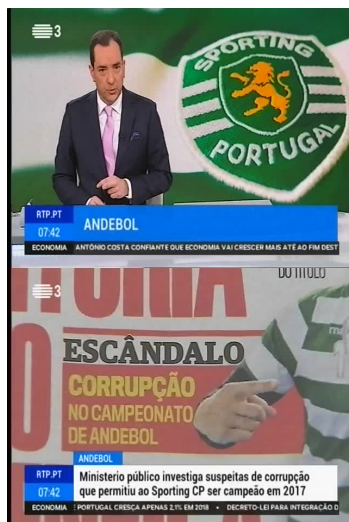 3
SPORTING
PORTUGAL
RTP.PT
07:42
ANDEBOL
ECONOMIA ANTÓNIO COSTA CONFIANTE QUE ECONOMIA VAI CRESCER MAIS ATÉ AO FIM DEST
3
DO TÍTULO
ESCÂNDALO
CORRUPÇÃO
NO CAMPEONATO
DE ANDEBOL
ANDEBOL
RTP.PT
07:42
Ministerio público investiga suspeitas de corrupção
que permitiu ao Sporting CP ser campeão em 2017
ECONOMIA E PORTUGAL CRESÇA APENAS 2,1% EM 2018 • DECRETO-LEI PARA INTEGRAÇÃO D